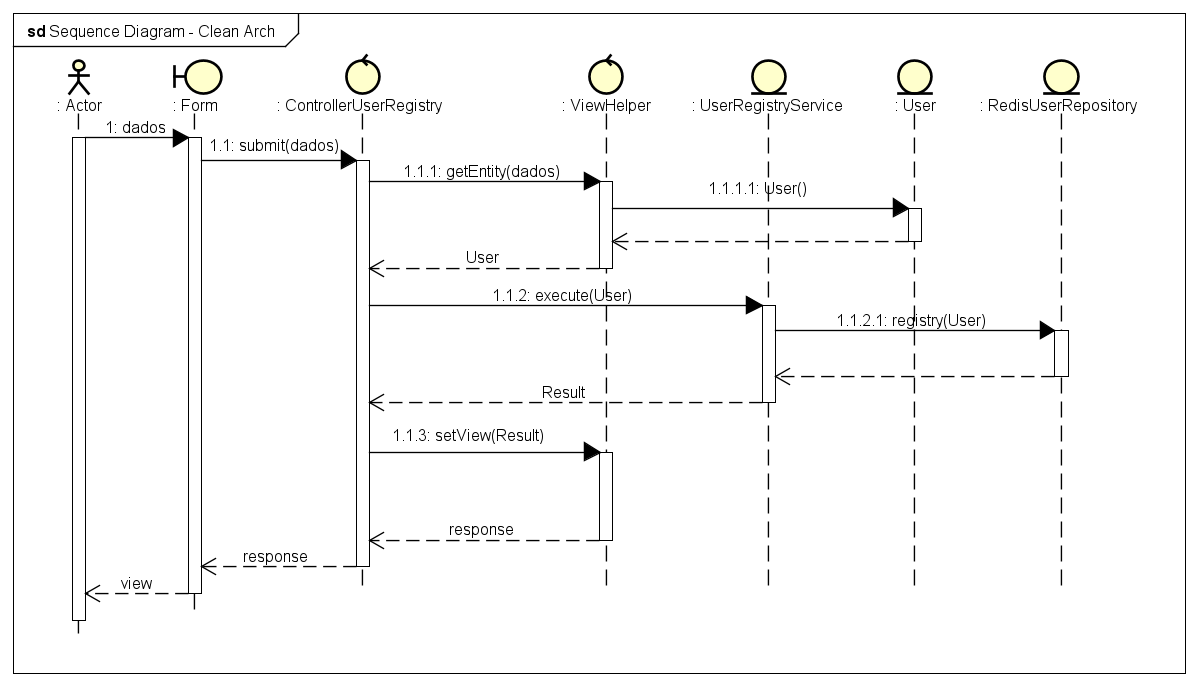 sd Sequence Diagram - Clean Arch
: Actor
: Form
: ControllerUserRegistry
: ViewHelper
: UserRegistryService
: User
: RedisUserRepository
1: dados
1.1: submit(dados)
1.1.1: getEntity(dados)
1.1.1.1: User()
User
1.1.2: execute(User)
1.1.2.1: registry(User)
Result
1.1.3: setView(Result)
response
response
view